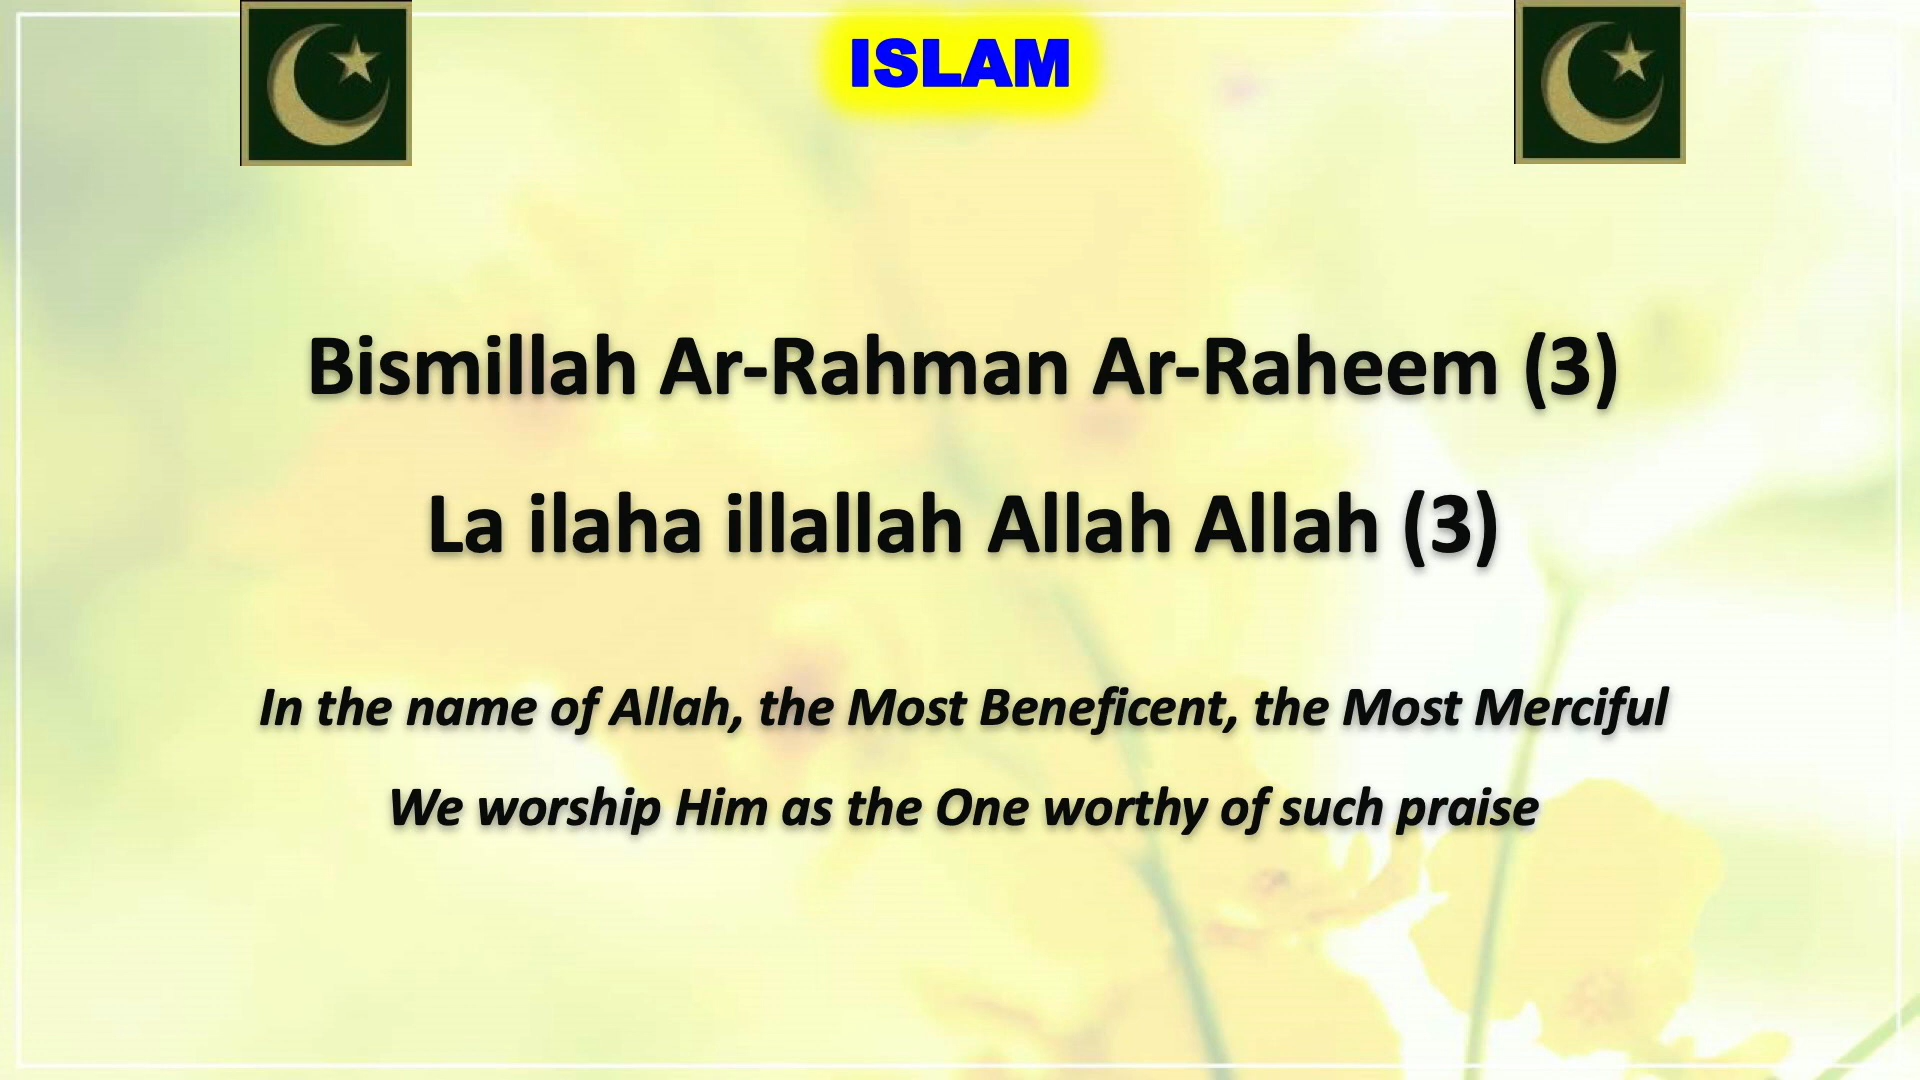 ISLAM
Bismillah Ar-Rahman Ar-Raheem (3)
La ilaha illallah Allah Allah (3)
In the name of Allah, the Most Beneficent, the Most Merciful
We worship Him as the One worthy of such praise